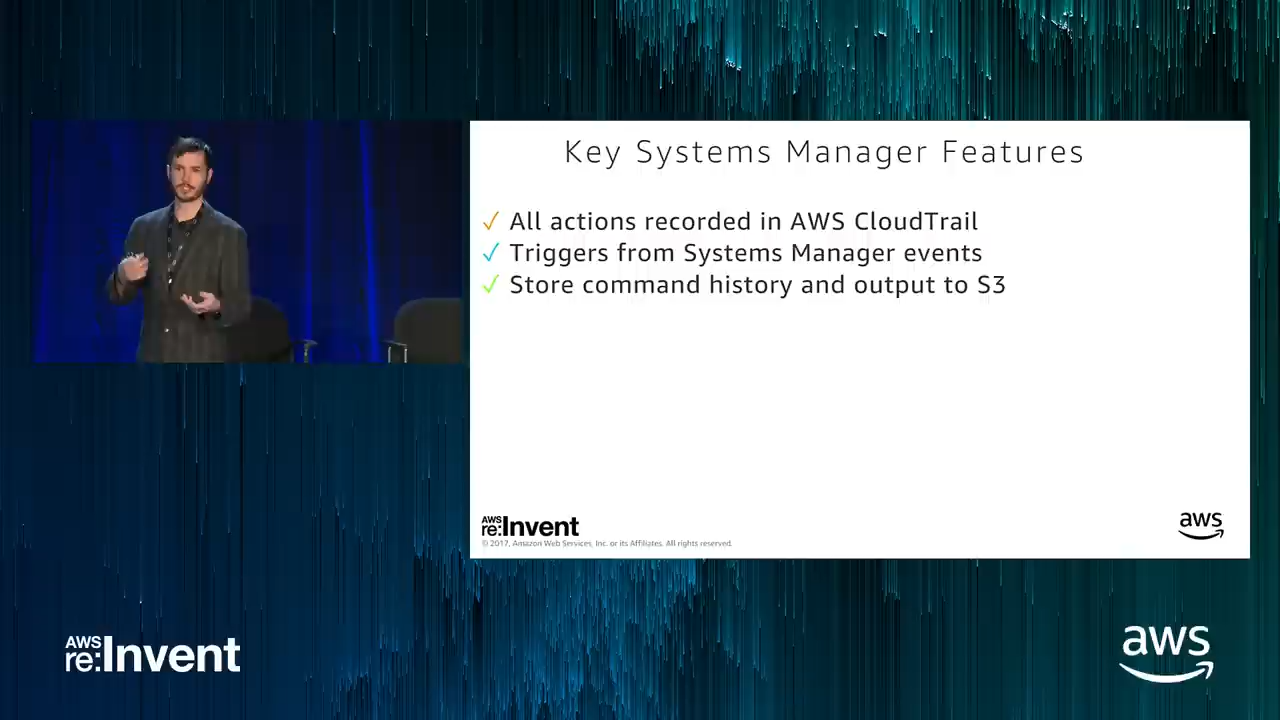 Key Systems Manager Features
✓ All actions recorded in AWS CloudTrail
✓ Triggers from Systems Manager events
✓ Store command history and output to S3
AWS
re:Invent
© 2017, Amazon Web Services, Inc. or its Affiliates. All rights reserved.
aws
AWS
re:Invent
aws